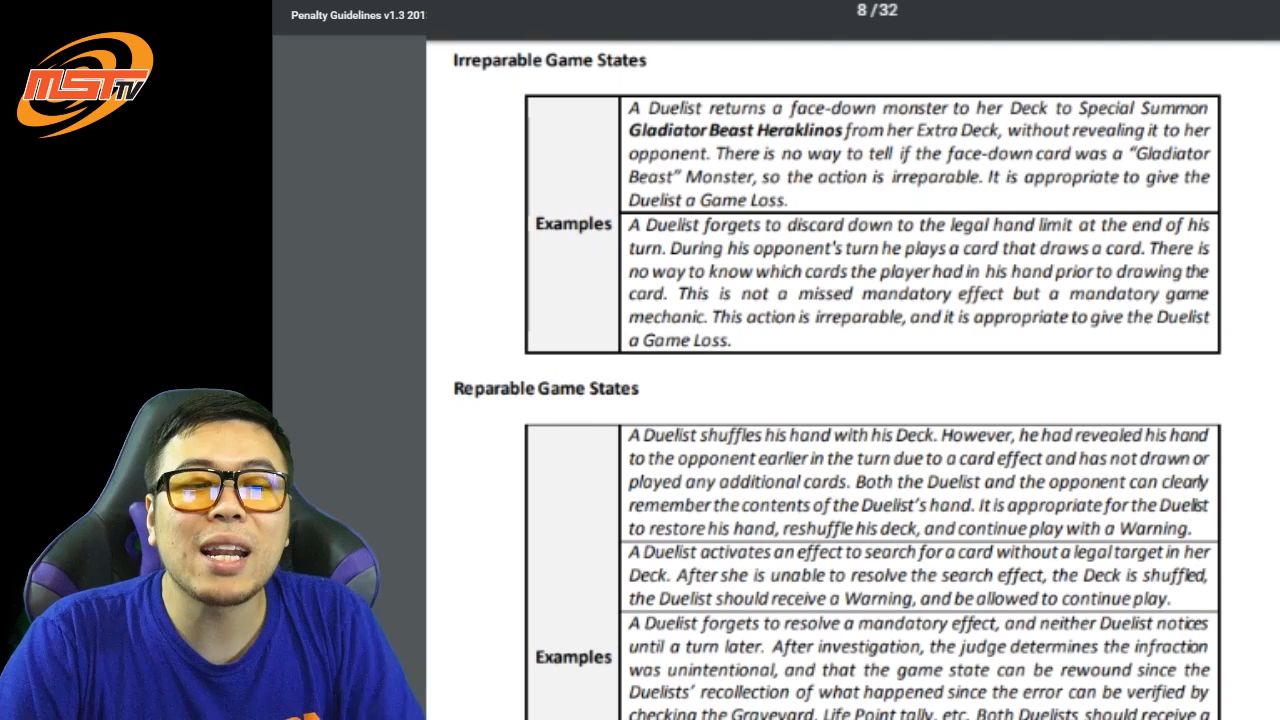 MST TV
Penalty Guidelines v1.3 201
8 / 32
Irreparable Game States
Examples
A Duelist returns a face-down monster to her Deck to Special Summon
Gladiator Beast Heraklinos from her Extra Deck, without revealing it to her
opponent. There is no way to tell if the face-down card was a “Gladiator
Beast” Monster, so the action is irreparable. It is appropriate to give the
Duelist a Game Loss.
A Duelist forgets to discard down to the legal hand limit at the end of his
turn. During his opponent's turn he plays a card that draws a card. There is
no way to know which cards the player had in his hand prior to drawing the
card. This is not a missed mandatory effect but a mandatory game
mechanic. This action is irreparable, and it is appropriate to give the Duelist
a Game Loss.
Reparable Game States
Examples
A Duelist shuffles his hand with his Deck. However, he had revealed his hand
to the opponent earlier in the turn due to a card effect and has not drawn or
played any additional cards. Both the Duelist and the opponent can clearly
remember the contents of the Duelist’s hand. It is appropriate for the Duelist
to restore his hand, reshuffle his deck, and continue play with a Warning.
A Duelist activates an effect to search for a card without a legal target in her
Deck. After she is unable to resolve the search effect, the Deck is shuffled,
the Duelist should receive a Warning, and be allowed to continue play.
A Duelist forgets to resolve a mandatory effect, and neither Duelist notices
until a turn later. After investigation, the judge determines the infraction
was unintentional, and that the game state can be rewound since the
Duelists’ recollection of what happened since the error can be verified by
checking the Graveyard, Life Point tally, etc. Both Duelists should receive a